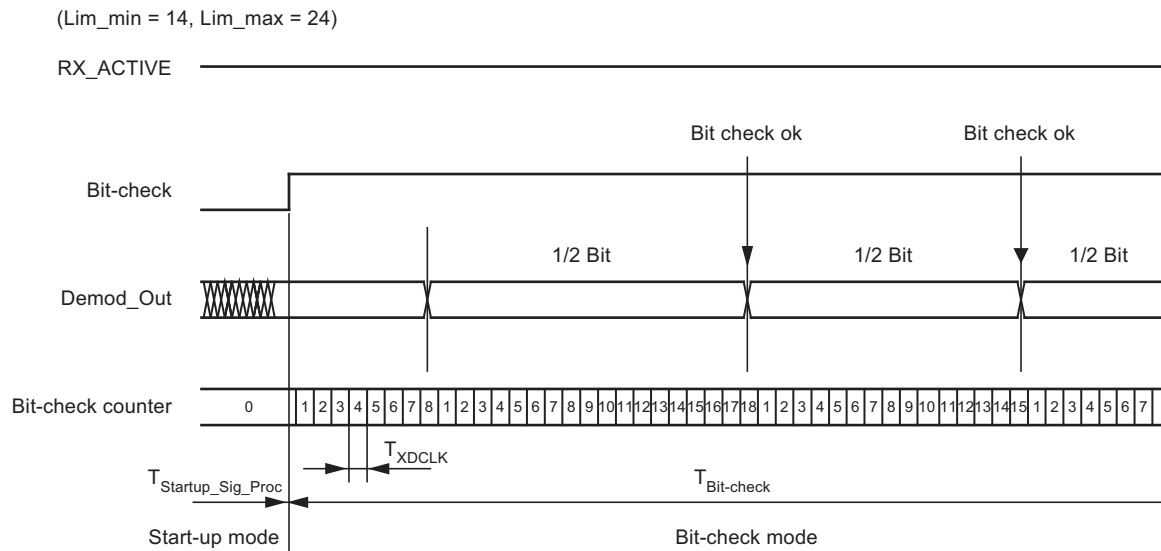 (Lim_min = 14, Lim_max = 24)
RX_ACTIVE
Bit check ok Bit check ok
Bit-check
1/2 Bit 1/2 Bit 1/2 Bit
Demod_Out
Bit-check counter 0 1 2 3 4 5 6 7 8 1 2 3 4 5 6 7 8 9 10 11 12 13 14 15 16 17 18 1 2 3 4 5 6 7 8 9 10 11 12 13 14 15 1 2 3 4 5 6 7
TXDCLK
TStartup_Sig_Proc TBit-check
Start-up mode Bit-check mode